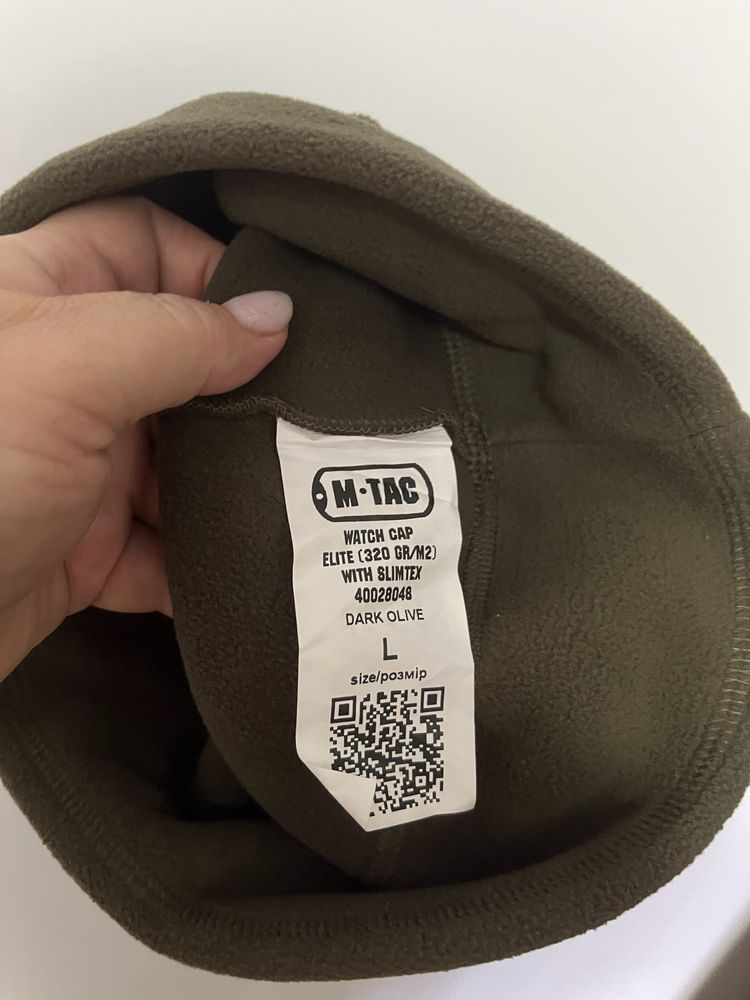 M·TAC
WATCH CAP
ELITE (320 GR/M2)
WITH SLIMTEX
40028048
DARK OLIVE
L
size/розмір